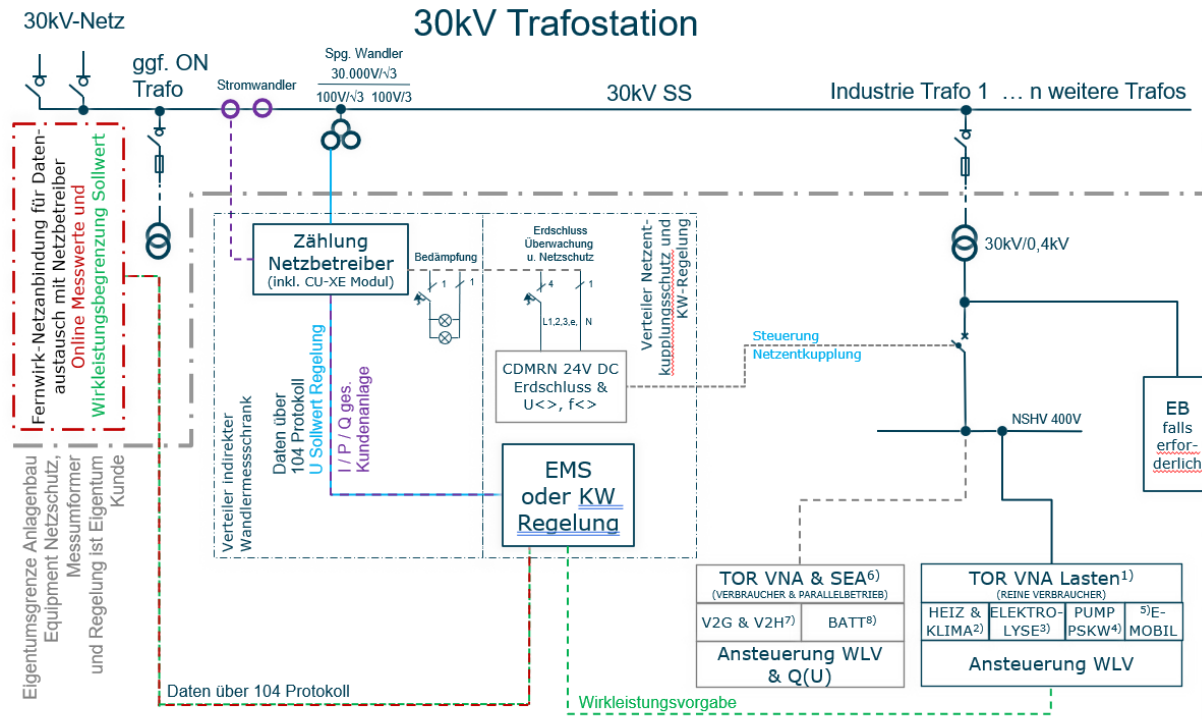 30kV Trafostation
30kV-Netz
ggf. ON
Trafo
Stromwandler
Spg. Wandler
30.000V/√3
100V/√3 100V/3
30kV SS
Industrie Trafo 1 ... n weitere Trafos
Fernwirk-Netzanbindung für Daten-
austausch mit Netzbetreiber
Online Messwerte und
Wirkleistungsbegrenzung Sollwert
Zählung
Netzbetreiber
(inkl. CU-XE Modul)
Bedämpfung
1
1
Erdschluss
Überwachung
u. Netzschutz
4
1
L1,2,3,e,
N
Verteiler Netzent-
kupplungsschutz und
KW-Regelung
30kV/0,4kV
Steuerung
Netzentkupplung
CDMRN 24V DC
Erdschluss &
U<>, f<>
NSHV 400V
EB
falls
erfor-
derlich
Daten über
104 Protokoll
U Sollwert Regelung
I / P / Q ges.
Kundenanlage
Verteiler indirekter
Wandlermessschrank
EMS
oder KW
Regelung
Eigentumsgrenze Anlagenbau
Equipment Netzschutz,
Messumformer
und Regelung ist Eigentum
Kunde
TOR VNA & SEA6)
(VERBRAUCHER & PARALLELBETRIEB)
V2G & V2H7)
BATT8)
Ansteuerung WLV
& Q(U)
TOR VNA Lasten1)
(REINE VERBRAUCHER)
HEIZ &
KLIMA2)
ELEKTRO-
LYSE3)
PUMP
PSKW4)
5)E-
MOBIL
Ansteuerung WLV
Daten über 104 Protokoll
Wirkleistungsvorgabe